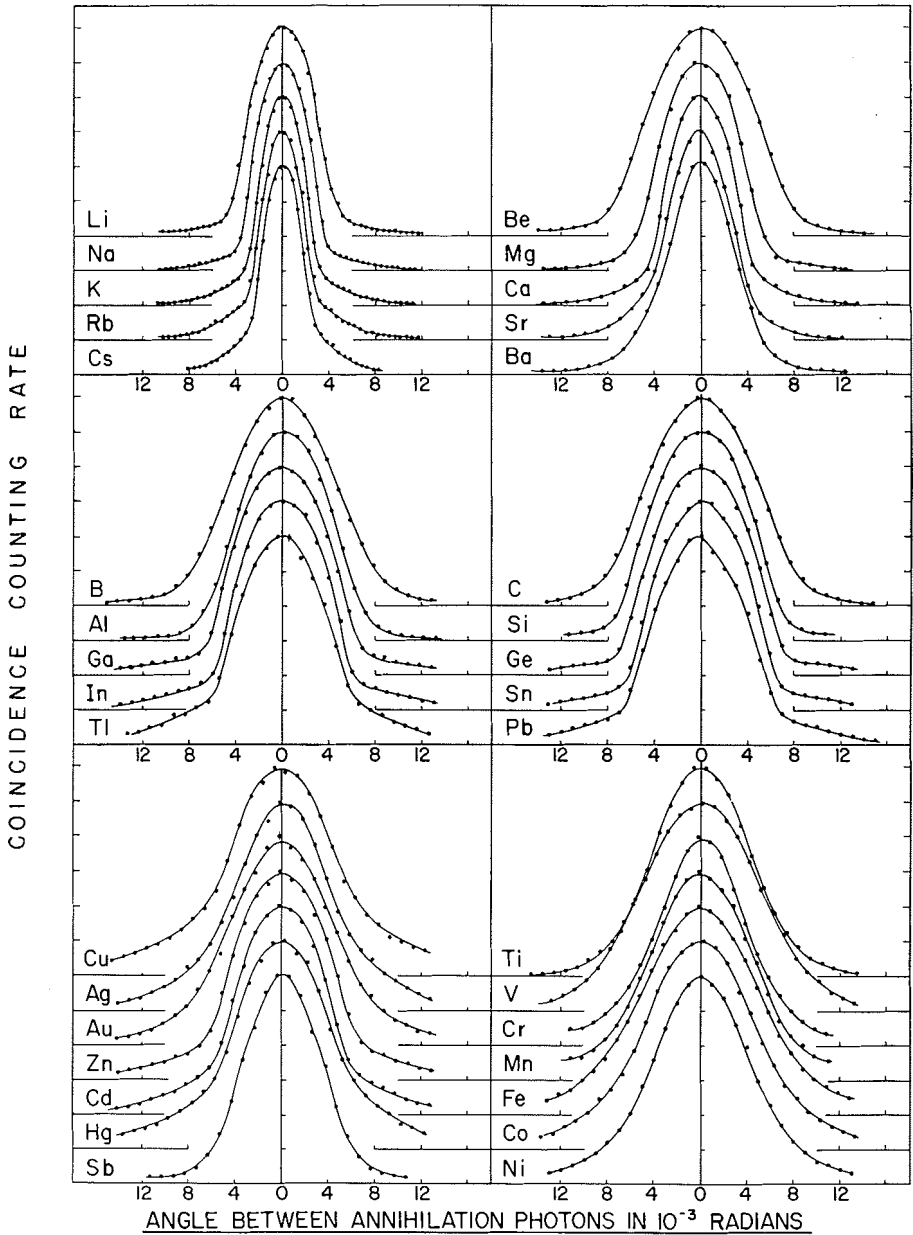 COINCIDENCE COUNTING RATE
Li
Na
K
Rb
Cs
12 8 4 0 4 8 12
Be
Mg
Ca
Sr
Ba
12 8 4 0 4 8 12
B
Al
Ga
In
Tl
12 8 4 0 4 8 12
C
Si
Ge
Sn
Pb
12 8 4 0 4 8 12
Cu
Ag
Au
Zn
Cd
Hg
Sb
12 8 4 0 4 8 12
Ti
V
Cr
Mn
Fe
Co
Ni
12 8 4 0 4 8 12
ANGLE BETWEEN ANNIHILATION PHOTONS IN 10⁻³ RADIANS